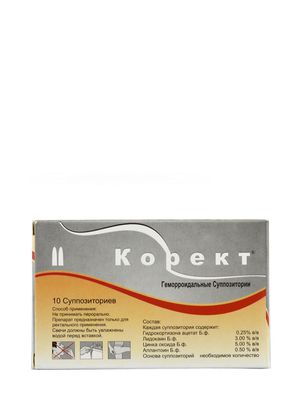 Корект®
Геморроидальные Суппозитории
10 Суппозиториев
Способ применения:
Не принимать перорально.
Препарат предназначен только для
ректального применения.
Свечи должны быть увлажнены
водой перед вставкой.
Состав:
Каждая суппозитория содержит:
Гидрокортизона ацетат Б.ф. 0,25% в/в
Лидокаин Б.ф. 3.00 % в/в
Цинка оксида Б.ф. 5.00 % в/в
Аллантоин Б.ф. 0.50 % в/в
Основа суппозиторий необходимое количество